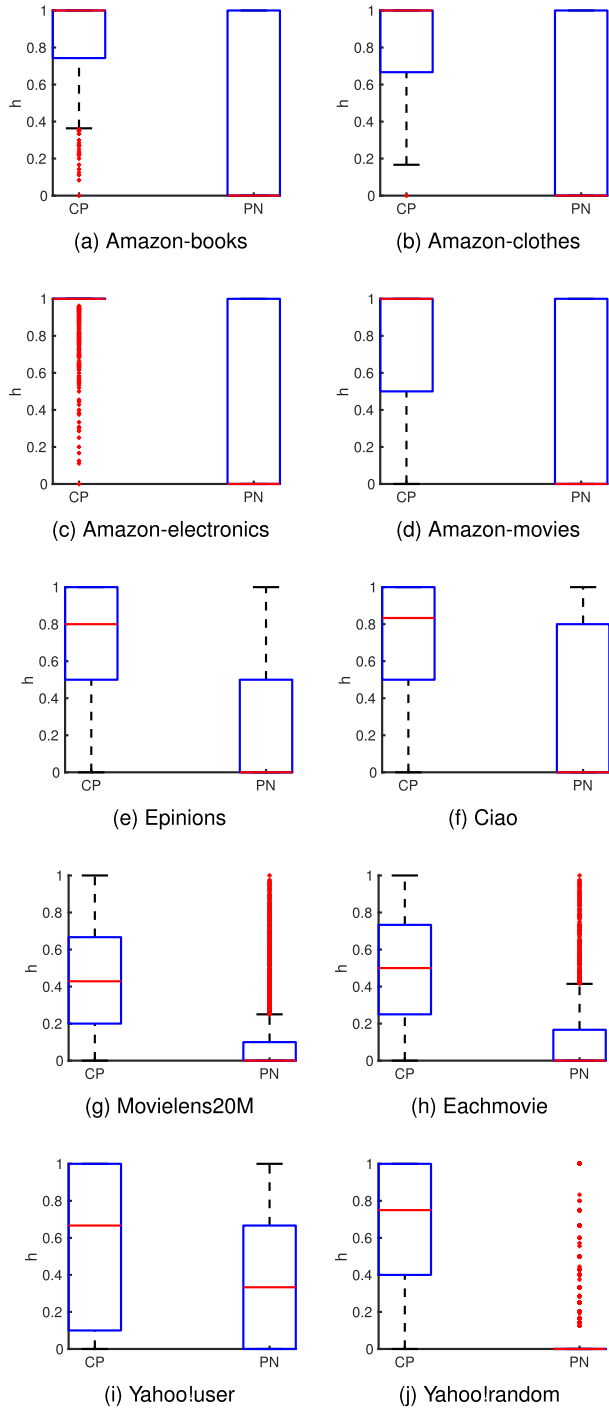 1
0.8
0.6
h
0.4
0.2
0
CP
PN
(a) Amazon-books
1
0.8
0.6
h
0.4
0.2
0
CP
PN
(b) Amazon-clothes
1
0.8
0.6
h
0.4
0.2
0
CP
PN
(c) Amazon-electronics
1
0.8
0.6
h
0.4
0.2
0
CP
PN
(d) Amazon-movies
1
0.8
0.6
h
0.4
0.2
0
CP
PN
(e) Epinions
1
0.8
0.6
h
0.4
0.2
0
CP
PN
(f) Ciao
1
0.8
0.6
h
0.4
0.2
0
CP
PN
(g) Movielens20M
1
0.8
0.6
h
0.4
0.2
0
CP
PN
(h) Eachmovie
1
0.8
0.6
h
0.4
0.2
0
CP
PN
(i) Yahoo!user
1
0.8
0.6
h
0.4
0.2
0
CP
PN
(j) Yahoo!random